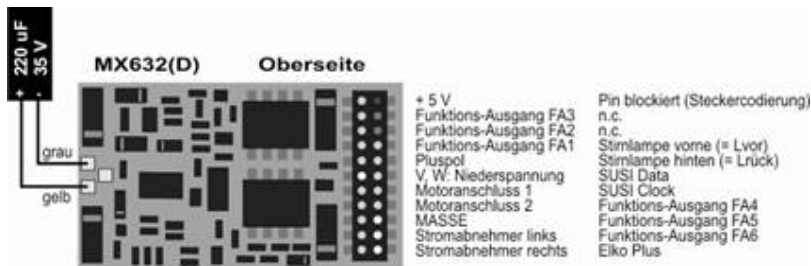 + 220 uF
- 35 V
MX632(D) Oberseite
grau
gelb
+ 5 V
Funktions-Ausgang FA3
Funktions-Ausgang FA2
Funktions-Ausgang FA1
Pluspol
V, W: Niederspannung
Motoranschluss 1
Motoranschluss 2
MASSE
Stromabnehmer links
Stromabnehmer rechts
Pin blockiert (Steckercodierung)
n.c.
n.c.
Stirnlampe vorne (= Lvor)
Stirnlampe hinten (= Lrück)
SUSI Data
SUSI Clock
Funktions-Ausgang FA4
Funktions-Ausgang FA5
Funktions-Ausgang FA6
Elko Plus